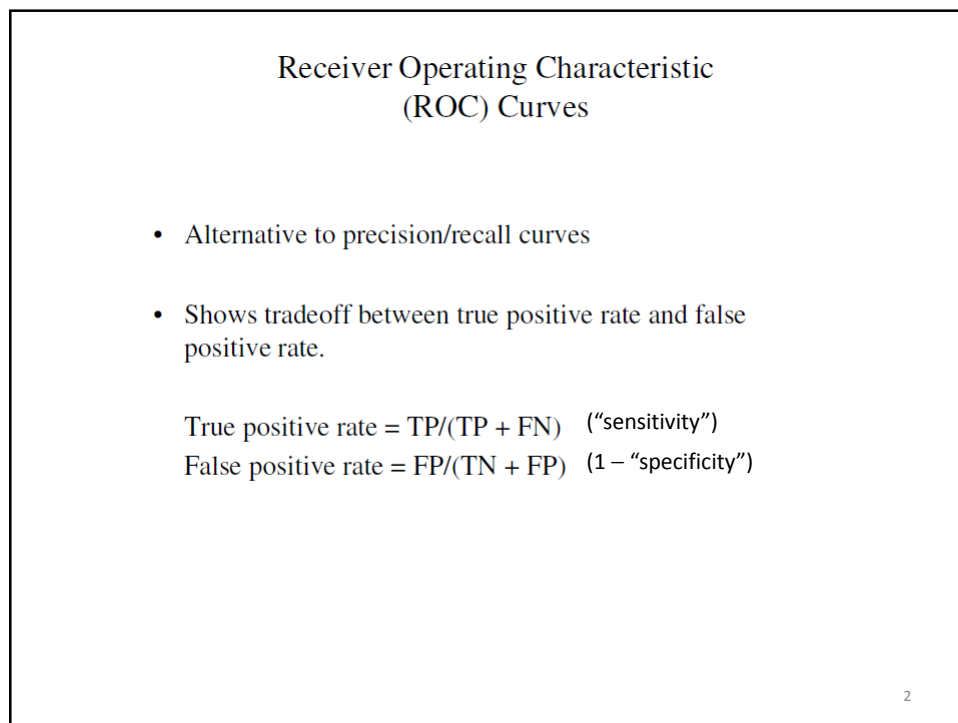 Receiver Operating Characteristic
(ROC) Curves
• Alternative to precision/recall curves
• Shows tradeoff between true positive rate and false
positive rate.
True positive rate = TP/(TP + FN) (“sensitivity”)
False positive rate = FP/(TN + FP) (1 – “specificity”)
2